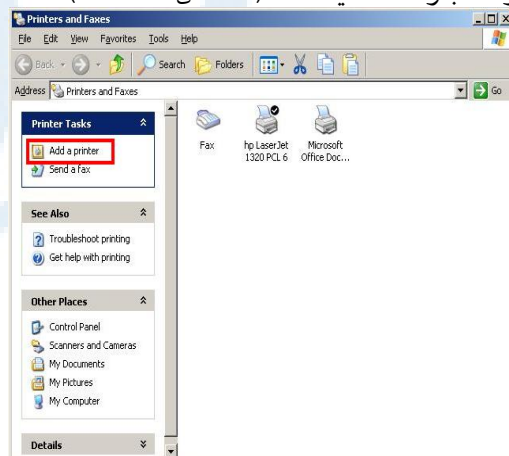 Printers and Faxes
File Edit View Favorites Tools Help
Back Search Folders
Address Printers and Faxes Go
Printer Tasks
Add a printer
Send a fax
See Also
Troubleshoot printing
Get help with printing
Other Places
Control Panel
Scanners and Cameras
My Documents
My Pictures
My Computer
Details
Fax
hp LaserJet
1320 PCL 6
Microsoft
Office Doc...